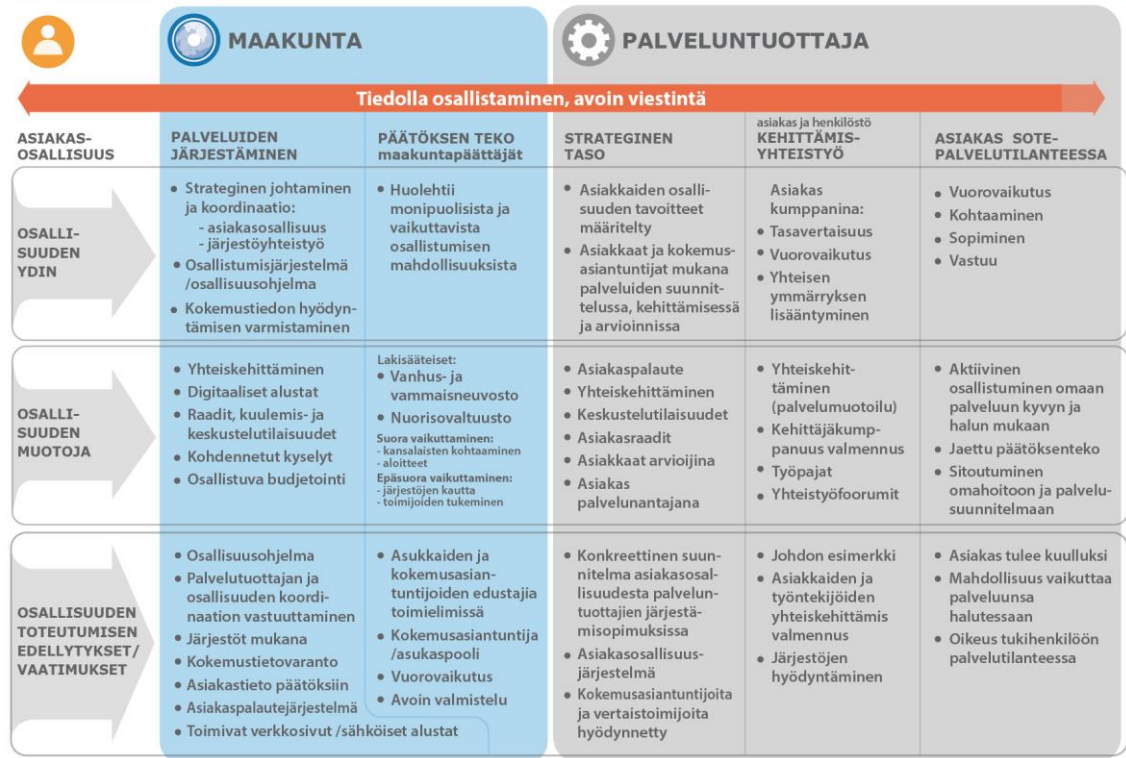 MAAKUNTA
PALVELUNTUOTTAJA
Tiedolla osallistaminen, avoin viestintä
ASIAKAS-
OSALLISUUS
PALVELUIDEN
JÄRJESTÄMINEN
PÄÄTÖKSEN TEKO
maakuntapäättäjät
STRATEGINEN
TASO
asiakas ja henkilöstö
KEHITTÄMIS-
YHTEISTYÖ
ASIAKAS SOTE-
PALVELUTILANTEESSA
OSALLI-
SUUDEN
YDIN
• Strateginen johtaminen
ja koordinaatio:
- asiakasosallisuus
- järjestöyhteistyö
• Osallistumisjärjestelmä
/osallisuusohjelma
• Kokemustiedon hyödyn-
tämisen varmistaminen
• Huolehtii
monipuolisista ja
vaikuttavista
osallistumisen
mahdollisuuksista
• Asiakkaiden osalli-
suuden tavoitteet
määritelty
• Asiakkaat ja kokemus-
asiantuntijat mukana
palveluiden suunnit-
telussa, kehittämisessä
ja arvioinnissa
Asiakas
kumppanina:
• Tasavertaisuus
• Vuorovaikutus
• Yhteisen
ymmärryksen
lisääntyminen
• Vuorovaikutus
• Kohtaaminen
• Sopiminen
• Vastuu
OSALLI-
SUUDEN
MUOTOJA
• Yhteiskehittäminen
• Digitaaliset alustat
• Raadit, kuulemis- ja
keskustelutilaisuudet
• Kohdennetut kyselyt
• Osallistuva budjetointi
Lakisääteiset:
• Vanhus- ja
vammaisneuvosto
• Nuorisovaltuusto
Suora vaikuttaminen:
- kansalaisten kohtaaminen
- aloitteet
Epäsuora vaikuttaminen:
- järjestöjen kautta
- toimijoiden tukeminen
• Asiakaspalaute
• Yhteiskehittäminen
• Keskustelutilaisuudet
• Asiakasraadit
• Asiakkaat arvioijina
• Asiakas
palvelunantajana
• Yhteiskehit-
täminen
(palvelumuotoilu)
• Kehittäjäkump-
panuus valmennus
• Työpajat
• Yhteistyöfoorumit
• Aktiivinen
osallistuminen omaan
palveluun kyvyn ja
halun mukaan
• Jaettu päätöksenteko
• Sitoutuminen
omahoitoon ja palvelu-
suunnitelmaan
OSALLISUUDEN
TOTEUTUMISEN
EDELLYTYKSET/
VAATIMUKSET
• Osallisuusohjelma
• Palvelutuottajan ja
osallisuuden koordi-
naation vastuuttaminen
• Järjestöt mukana
• Kokemustietovaranto
• Asiakastieto päätöksiin
• Asiakaspalautejärjestelmä
• Toimivat verkkosivut /sähköiset alustat
• Asukkaiden ja
kokemusasian-
tuntijoiden edustajia
toimielimissä
• Kokemusasiantuntija
/asukaspooli
• Vuorovaikutus
• Avoin valmistelu
• Konkreettinen suun-
nitelma asiakasosal-
lisuudesta palvelun-
tuottajien järjestä-
misopimuksissa
• Asiakasosallisuus-
järjestelmä
• Kokemusasiantuntijoita
ja vertaistoimijoita
hyödynnetty
• Johdon esimerkki
• Asiakkaiden ja
työntekijöiden
yhteiskehittämis
valmennus
• Järjestöjen
hyödyntäminen
• Asiakas tulee kuulluksi
• Mahdollisuus vaikuttaa
palveluunsa
halutessaan
• Oikeus tukihenkilöön
palvelutilanteessa